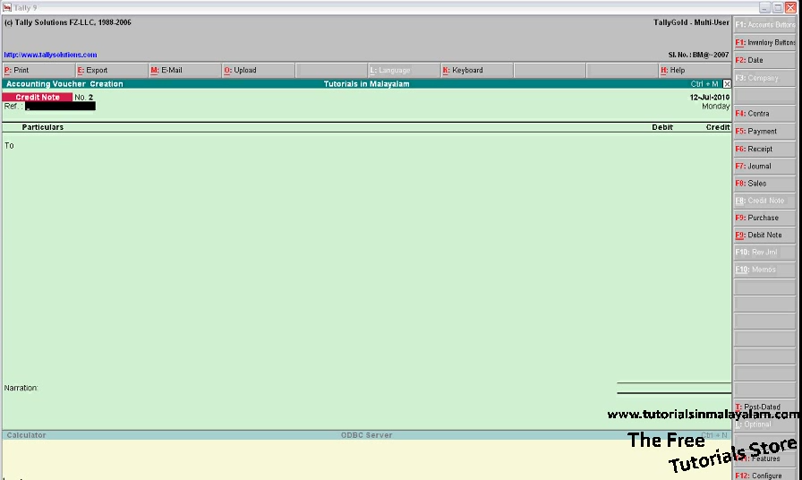 Tally 9
(c) Tally Solutions FZ-LLC, 1988-2006
TallyGold - Multi-User
http://www.tallysolutions.com
Sl. No.: BM@~2007
P: Print
E: Export
M: E-Mail
O: Upload
L: Language
K: Keyboard
H: Help
Accounting Voucher Creation
Tutorials in Malayalam
Ctrl + M
Credit Note No. 2
12-Jul-2010
Ref. :
Monday
Particulars
Debit
Credit
To
Narration:
Calculator
ODBC Server
Ctrl + N
F1: Accounts Buttons
F1: Inventory Buttons
F2: Date
F3: Company
F4: Contra
F5: Payment
F6: Receipt
F7: Journal
F8: Sales
F8: Credit Note
F9: Purchase
F9: Debit Note
F10: Rev Jrnl
F10: Memos
T: Post-Dated
www.tutorialsinmalayalam.com
L: Optional
The Free
Tutorials Store
F11: Features
F12: Configure